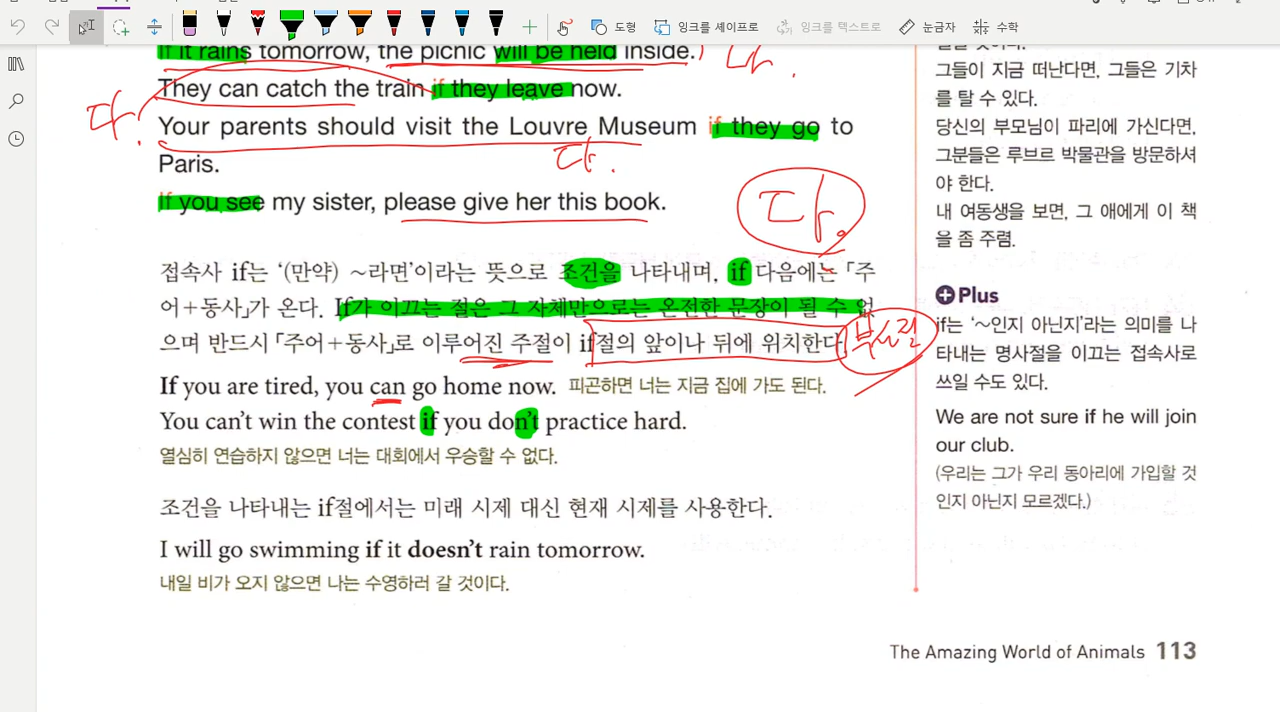 도형
잉크를 셰이프로
잉크를 텍스트로
눈금자
수학
If it rains tomorrow, the picnic will be held inside.
다.
They can catch the train if they leave now.
다.
Your parents should visit the Louvre Museum if they go to
Paris.
다.
If you see my sister, please give her this book.
다.
접속사 if는 '(만약) ~라면'이라는 뜻으로 조건을 나타내며, if 다음에는 「주
어+동사」가 온다. If가 이끄는 절은 그 자체만으로는 온전한 문장이 될 수 없
으며 반드시 「주어+동사」로 이루어진 주절이 if절의 앞이나 뒤에 위치한다.
부사절
If you are tired, you can go home now. 피곤하면 너는 지금 집에 가도 된다.
You can't win the contest if you don't practice hard.
열심히 연습하지 않으면 너는 대회에서 우승할 수 없다.
조건을 나타내는 if절에서는 미래 시제 대신 현재 시제를 사용한다.
I will go swimming if it doesn't rain tomorrow.
내일 비가 오지 않으면 나는 수영하러 갈 것이다.
그들이 지금 떠난다면, 그들은 기차
를 탈 수 있다.
당신의 부모님이 파리에 가신다면,
그분들은 루브르 박물관을 방문하셔
야 한다.
내 여동생을 보면, 그 애에게 이 책
을 좀 주렴.
Plus
if는 '~인지 아닌지'라는 의미를 나
타내는 명사절을 이끄는 접속사로
쓰일 수도 있다.
We are not sure if he will join
our club.
(우리는 그가 우리 동아리에 가입할 것
인지 아닌지 모르겠다.)
The Amazing World of Animals 113